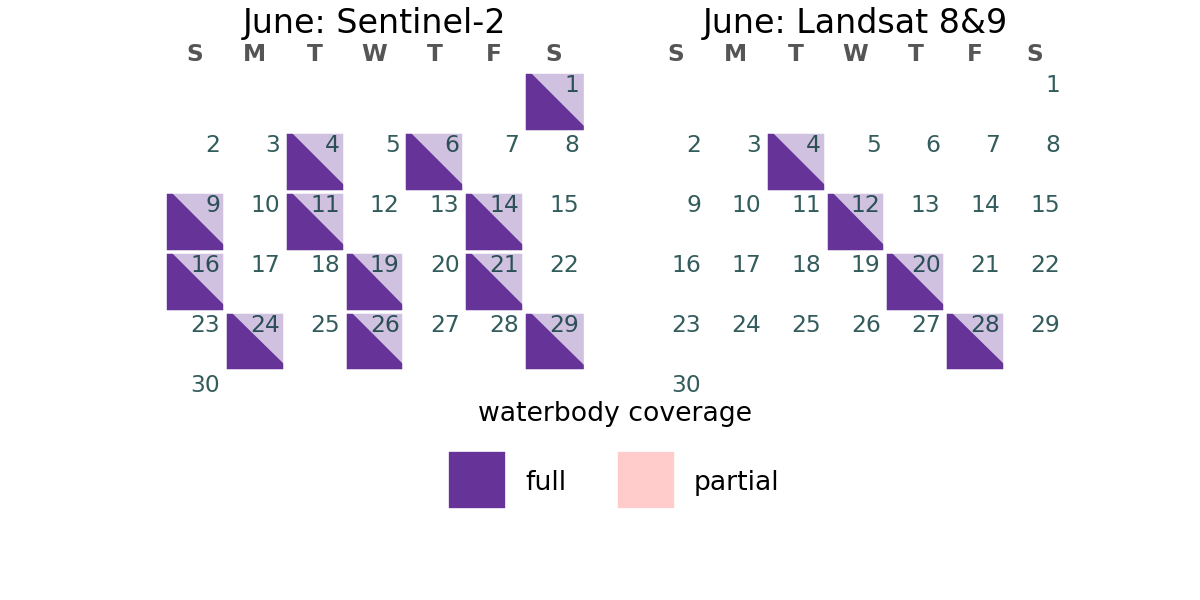 June: Sentinel-2
S M T W T F S
1
2 3 4 5 6 7 8
9 10 11 12 13 14 15
16 17 18 19 20 21 22
23 24 25 26 27 28 29
30
June: Landsat 8&9
S M T W T F S
1
2 3 4 5 6 7 8
9 10 11 12 13 14 15
16 17 18 19 20 21 22
23 24 25 26 27 28 29
30
waterbody coverage
full partial